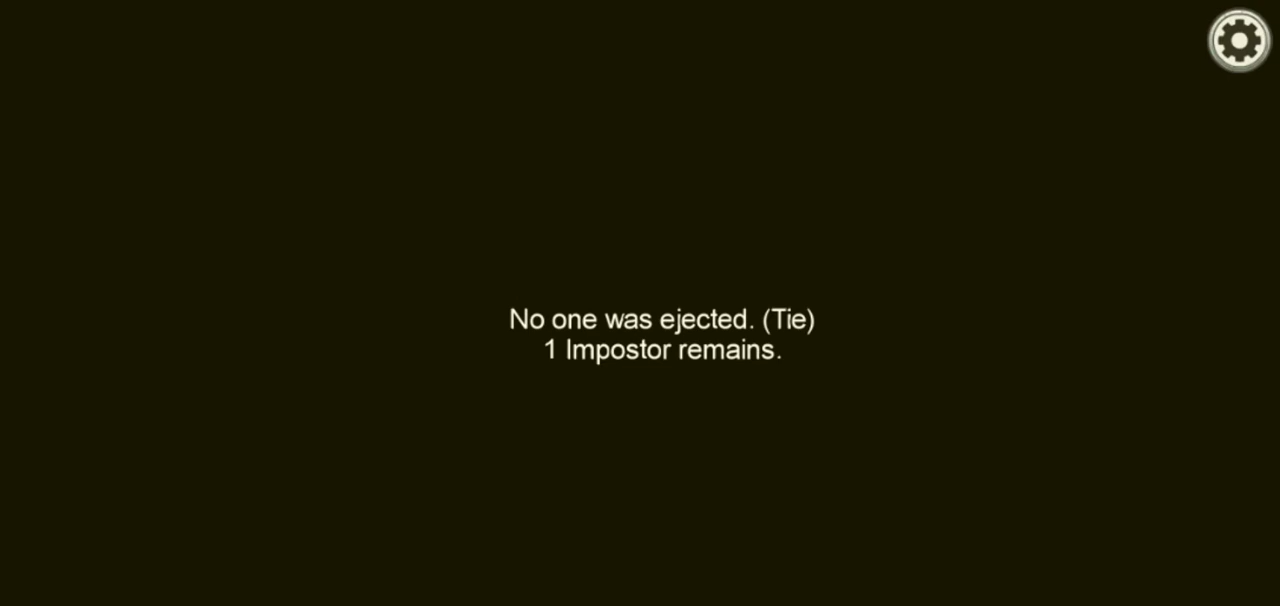 No one was ejected. (Tie)
1 Impostor remains.